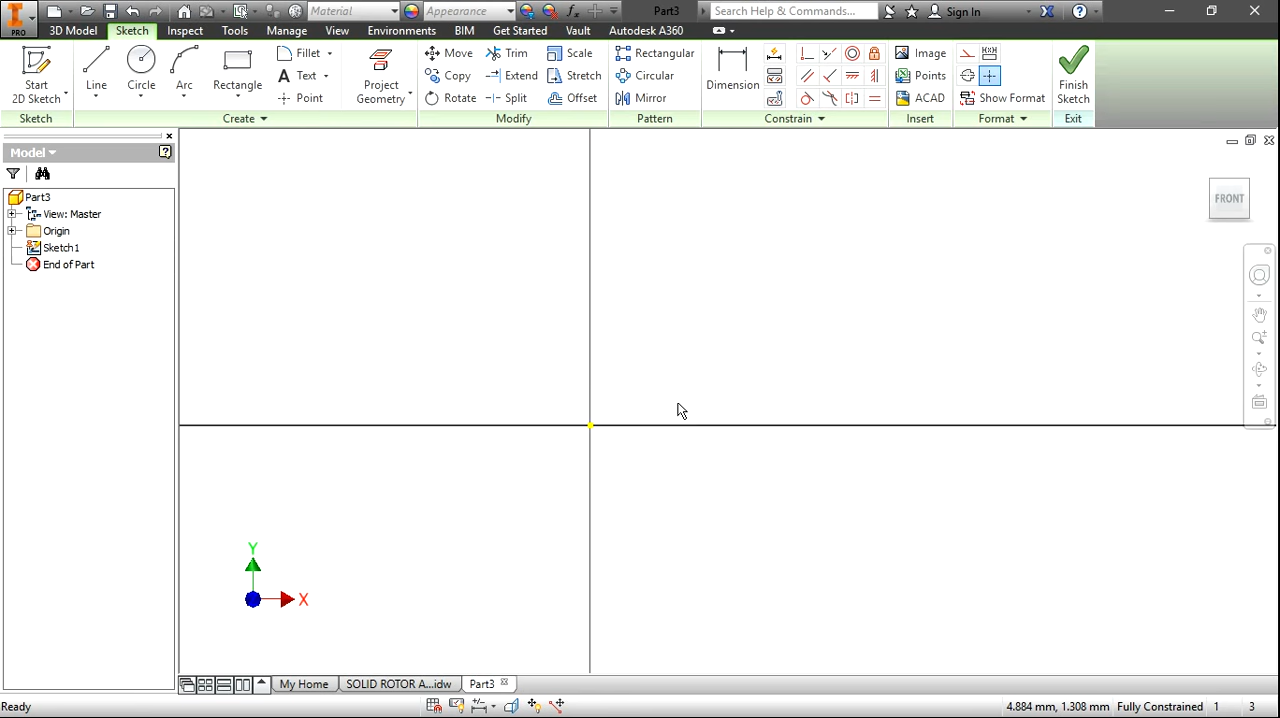 Material Appearance Part3 Search Help & Commands... Sign In
PRO 3D Model Sketch Inspect Tools Manage View Environments BIM Get Started Vault Autodesk A360
Start 2D Sketch Line Circle Arc Rectangle Fillet Text Point Project Geometry
Move Copy Rotate Trim Extend Split Scale Stretch Offset
Rectangular Circular Mirror Dimension
Image Points ACAD Show Format Finish Sketch
Sketch Create Modify Pattern Constrain Insert Format Exit
Model
Part3
View: Master
Origin
Sketch1
End of Part
FRONT
Y
X
My Home SOLID ROTOR A...idw Part3
Ready 4.884 mm, 1.308 mm Fully Constrained 1 3